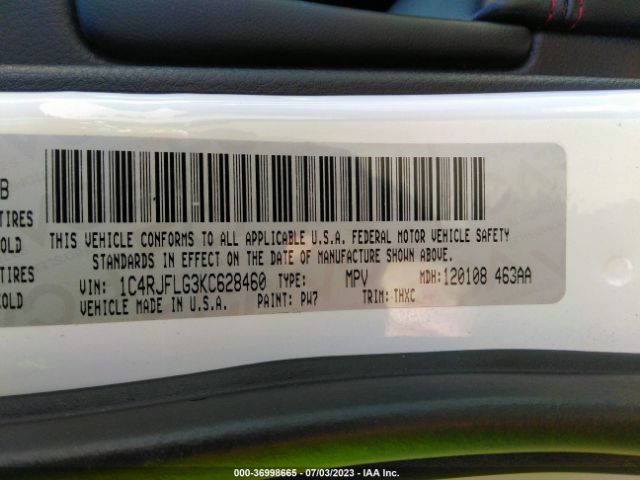 B
TIRES
COLD
TIRES
COLD
THIS VEHICLE CONFORMS TO ALL APPLICABLE U.S.A. FEDERAL MOTOR VEHICLE SAFETY
STANDARDS IN EFFECT ON THE DATE OF MANUFACTURE SHOWN ABOVE.
VIN: 1C4RJFLG3KC628460 TYPE: MPV MDH:120108 463AA
VEHICLE MADE IN U.S.A. PAINT: PW7 TRIM: THXC
000-36998665 - 07/03/2023 - IAA Inc.